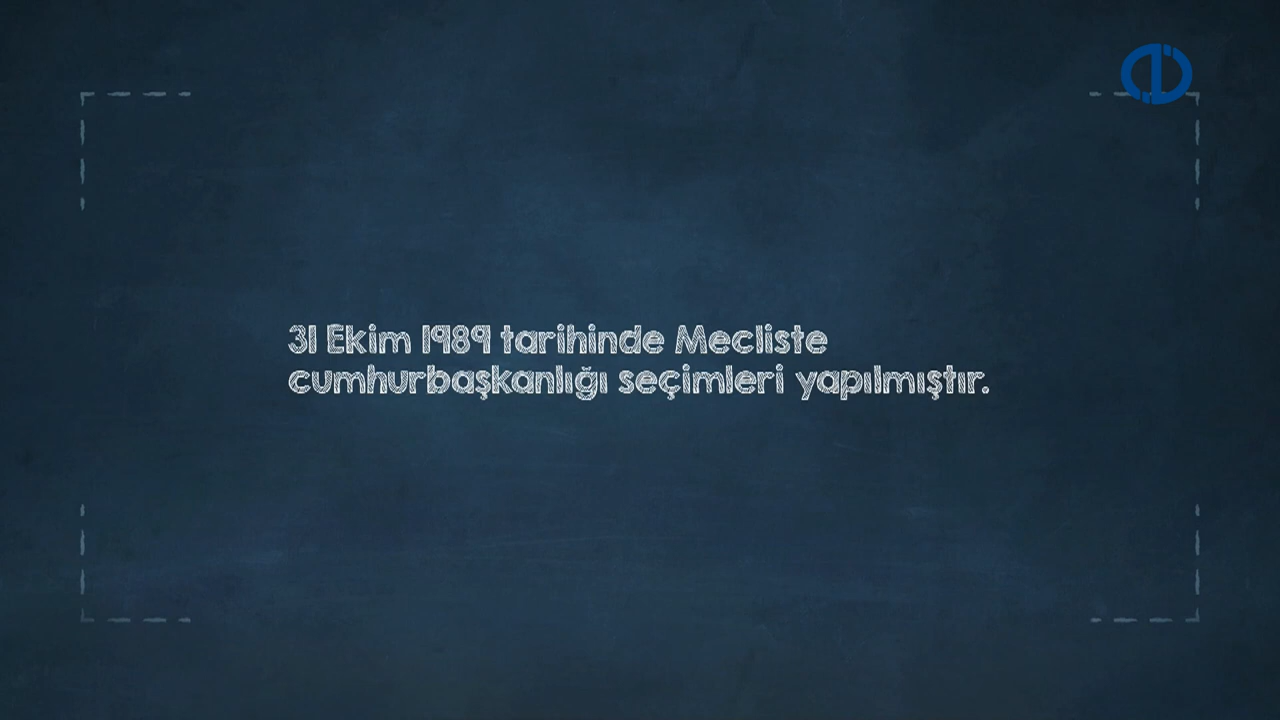 31 Ekim 1989 tarihinde Mecliste
cumhurbaşkanlığı seçimleri yapılmıştır.